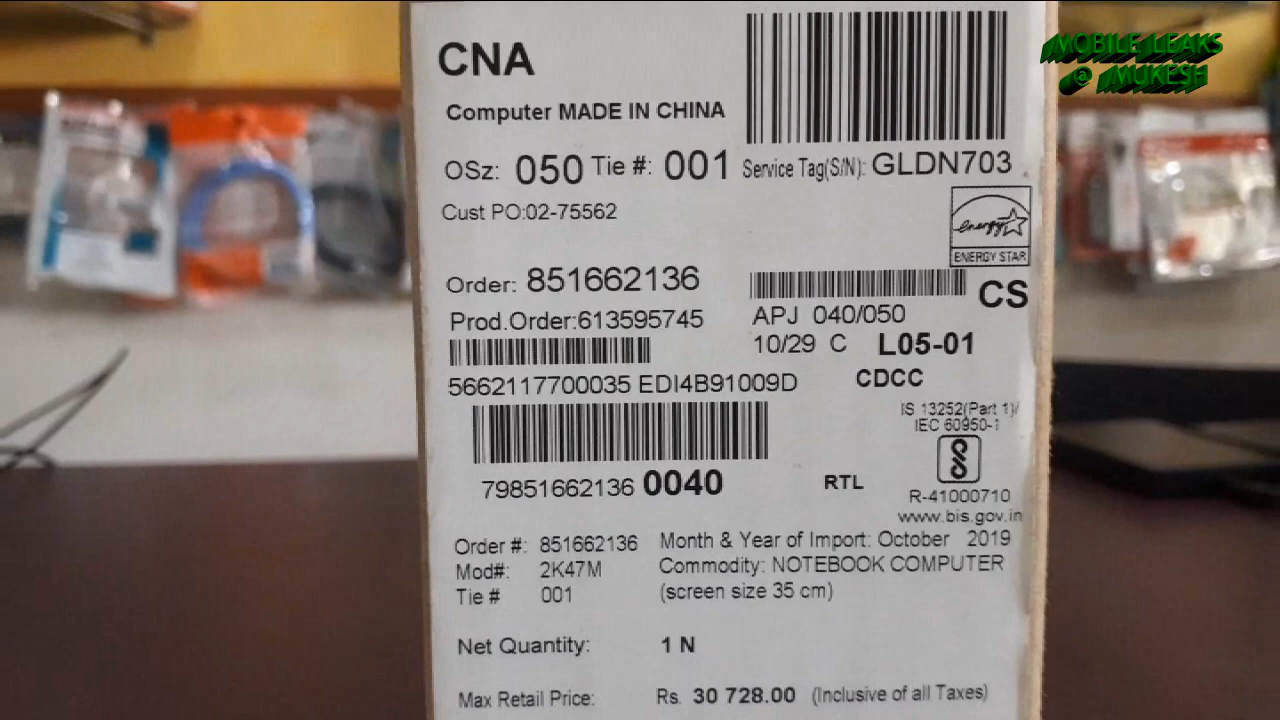 MOBILE LEAKS
@ MUKESH
CNA
Computer MADE IN CHINA
OSz: 050 Tie #: 001 Service Tag(S/N): GLDN703
Cust PO:02-75562
energy
ENERGY STAR
Order: 851662136
CS
Prod.Order:613595745
APJ 040/050
10/29 C L05-01
5662117700035 EDI4B91009D
CDCC
IS 13252(Part 1)/
IEC 60950-1
79851662136 0040
RTL
R-41000710
www.bis.gov.in
Order #: 851662136 Month & Year of Import: October 2019
Mod#: 2K47M Commodity: NOTEBOOK COMPUTER
Tie # 001 (screen size 35 cm)
Net Quantity: 1 N
Max Retail Price: Rs. 30 728.00 (Inclusive of all Taxes)